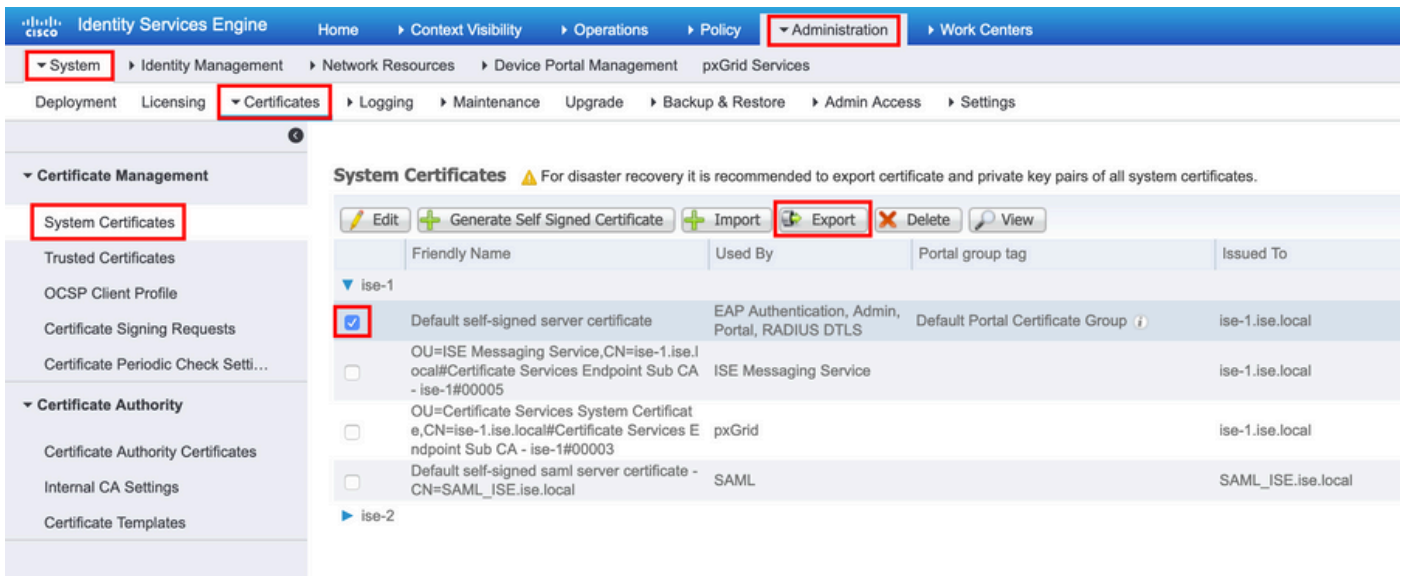 cisco Identity Services Engine Home Context Visibility Operations Policy Administration Work Centers
System Identity Management Network Resources Device Portal Management pxGrid Services
Deployment Licensing Certificates Logging Maintenance Upgrade Backup & Restore Admin Access Settings
Certificate Management
System Certificates
Trusted Certificates
OCSP Client Profile
Certificate Signing Requests
Certificate Periodic Check Setti...
Certificate Authority
Certificate Authority Certificates
Internal CA Settings
Certificate Templates
System Certificates For disaster recovery it is recommended to export certificate and private key pairs of all system certificates.
Edit Generate Self Signed Certificate Import Export Delete View
Friendly Name Used By Portal group tag Issued To
ise-1
Default self-signed server certificate
EAP Authentication, Admin,
Portal, RADIUS DTLS
Default Portal Certificate Group i
ise-1.ise.local
OU=ISE Messaging Service,CN=ise-1.ise.l
ocal#Certificate Services Endpoint Sub CA
- ise-1#00005
ISE Messaging Service
ise-1.ise.local
OU=Certificate Services System Certificat
e,CN=ise-1.ise.local#Certificate Services E
ndpoint Sub CA - ise-1#00003
pxGrid
ise-1.ise.local
Default self-signed saml server certificate -
CN=SAML_ISE.ise.local
SAML
SAML_ISE.ise.local
ise-2